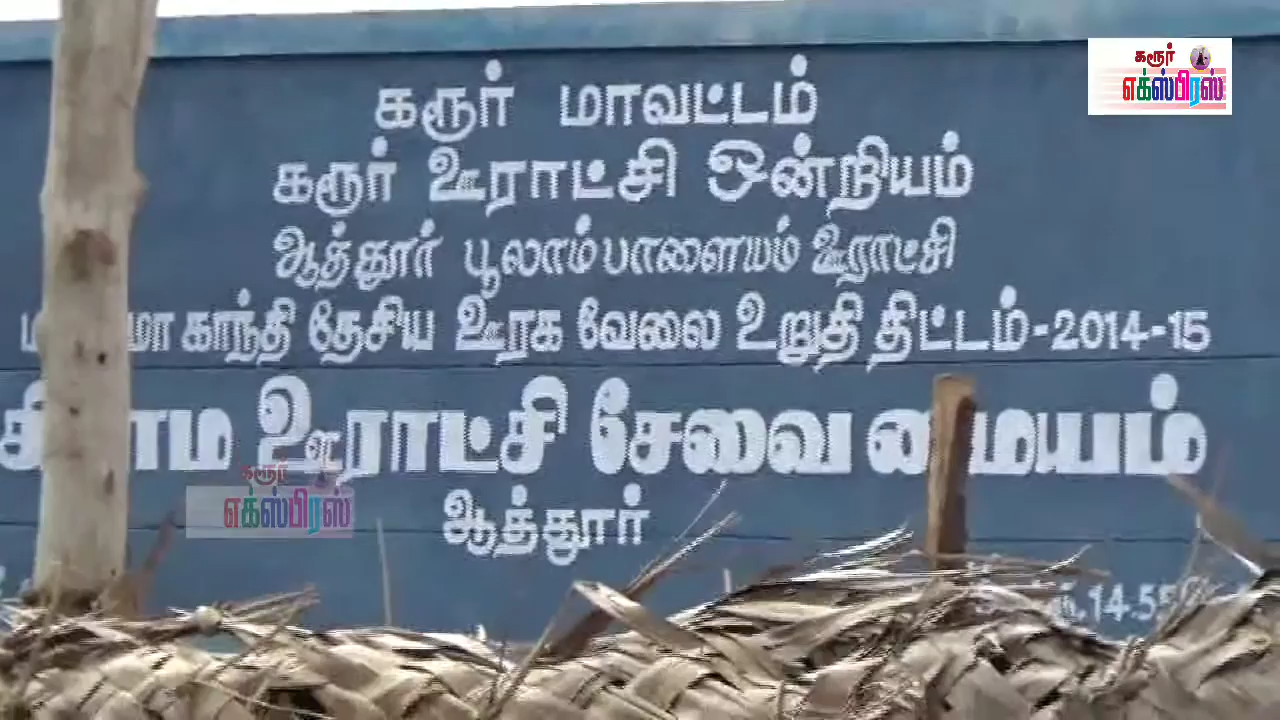 கரூர்
எக்ஸ்பிரஸ்
கரூர் மாவட்டம்
கரூர் ஊராட்சி ஒன்றியம்
ஆத்தூர் பூலாம்பாளையம் ஊராட்சி
காந்தி தேசிய ஊரக வேலை உறுதி திட்டம்-2014-15
ஊராட்சி சேவை மையம்
கரூர்
எக்ஸ்பிரஸ்
ஆத்தூர்